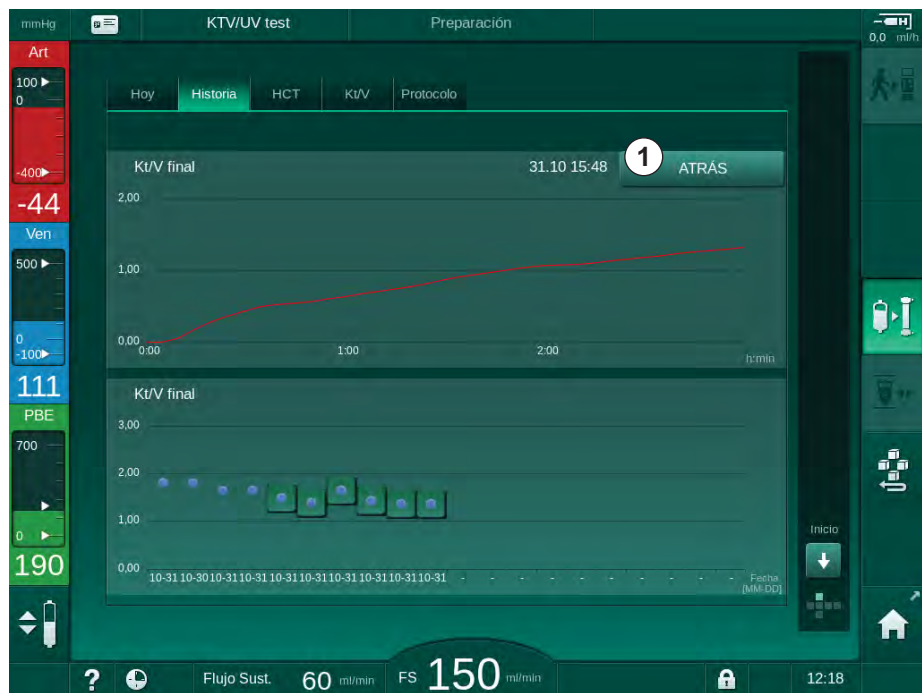 mmHg KTV/UV test Preparación
0,0 ml/h
Art
100
0
-400
-44
Ven
500
0
-100
111
PBE
700
0
190
Hoy Historia HCT Kt/V Protocolo
Kt/V final 31.10 15:48 1 ATRÁS
2,00
1,00
0,00
0:00 1:00 2:00 h:min
Kt/V final
3,00
2,00
1,00
0,00
10-31 10-30 10-31 10-31 10-31 10-31 10-31 10-31 10-31 10-31 - - - - - - - - - - Fecha
[MM-DD]
Inicio
? Flujo Sust. 60 ml/min FS 150 ml/min 12:18